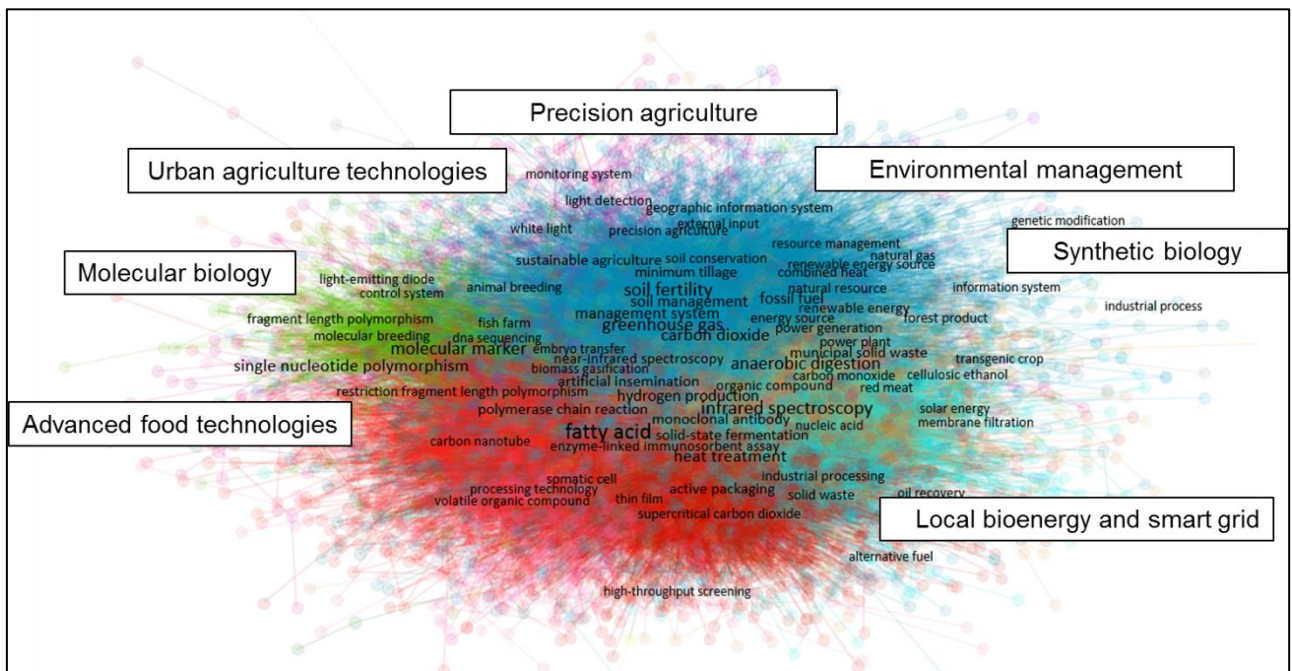 Precision agriculture
Urban agriculture technologies
Environmental management
monitoring system
light detection
geographic information system
genetic modification
external input
white light
precision agriculture
resource management
Synthetic biology
natural gas
sustainable agriculture
soil conservation
renewable energy source
Molecular biology
minimum tillage
combined heat
light-emitting diode
animal breeding
soil fertility
natural resource
information system
control system
soil management
fossil fuel
industrial process
management system
renewable energy
fragment length polymorphism
fish farm
greenhouse gas
energy source
forest product
molecular breeding
dna sequencing
carbon dioxide
power generation
power plant
molecular marker
embryo transfer
municipal solid waste
near-infrared spectroscopy
transgenic crop
single nucleotide polymorphism
biomass gasification
anaerobic digestion
carbon monoxide
cellulosic ethanol
artificial insemination
organic compound
red meat
restriction fragment length polymorphism
hydrogen production
polymerase chain reaction
infrared spectroscopy
solar energy
Advanced food technologies
monoclonal antibody
nucleic acid
membrane filtration
fatty acid
solid-state fermentation
carbon nanotube
enzyme-linked immunosorbent assay
heat treatment
somatic cell
industrial processing
processing technology
active packaging
volatile organic compound
thin film
solid waste
oil recovery
supercritical carbon dioxide
Local bioenergy and smart grid
alternative fuel
high-throughput screening